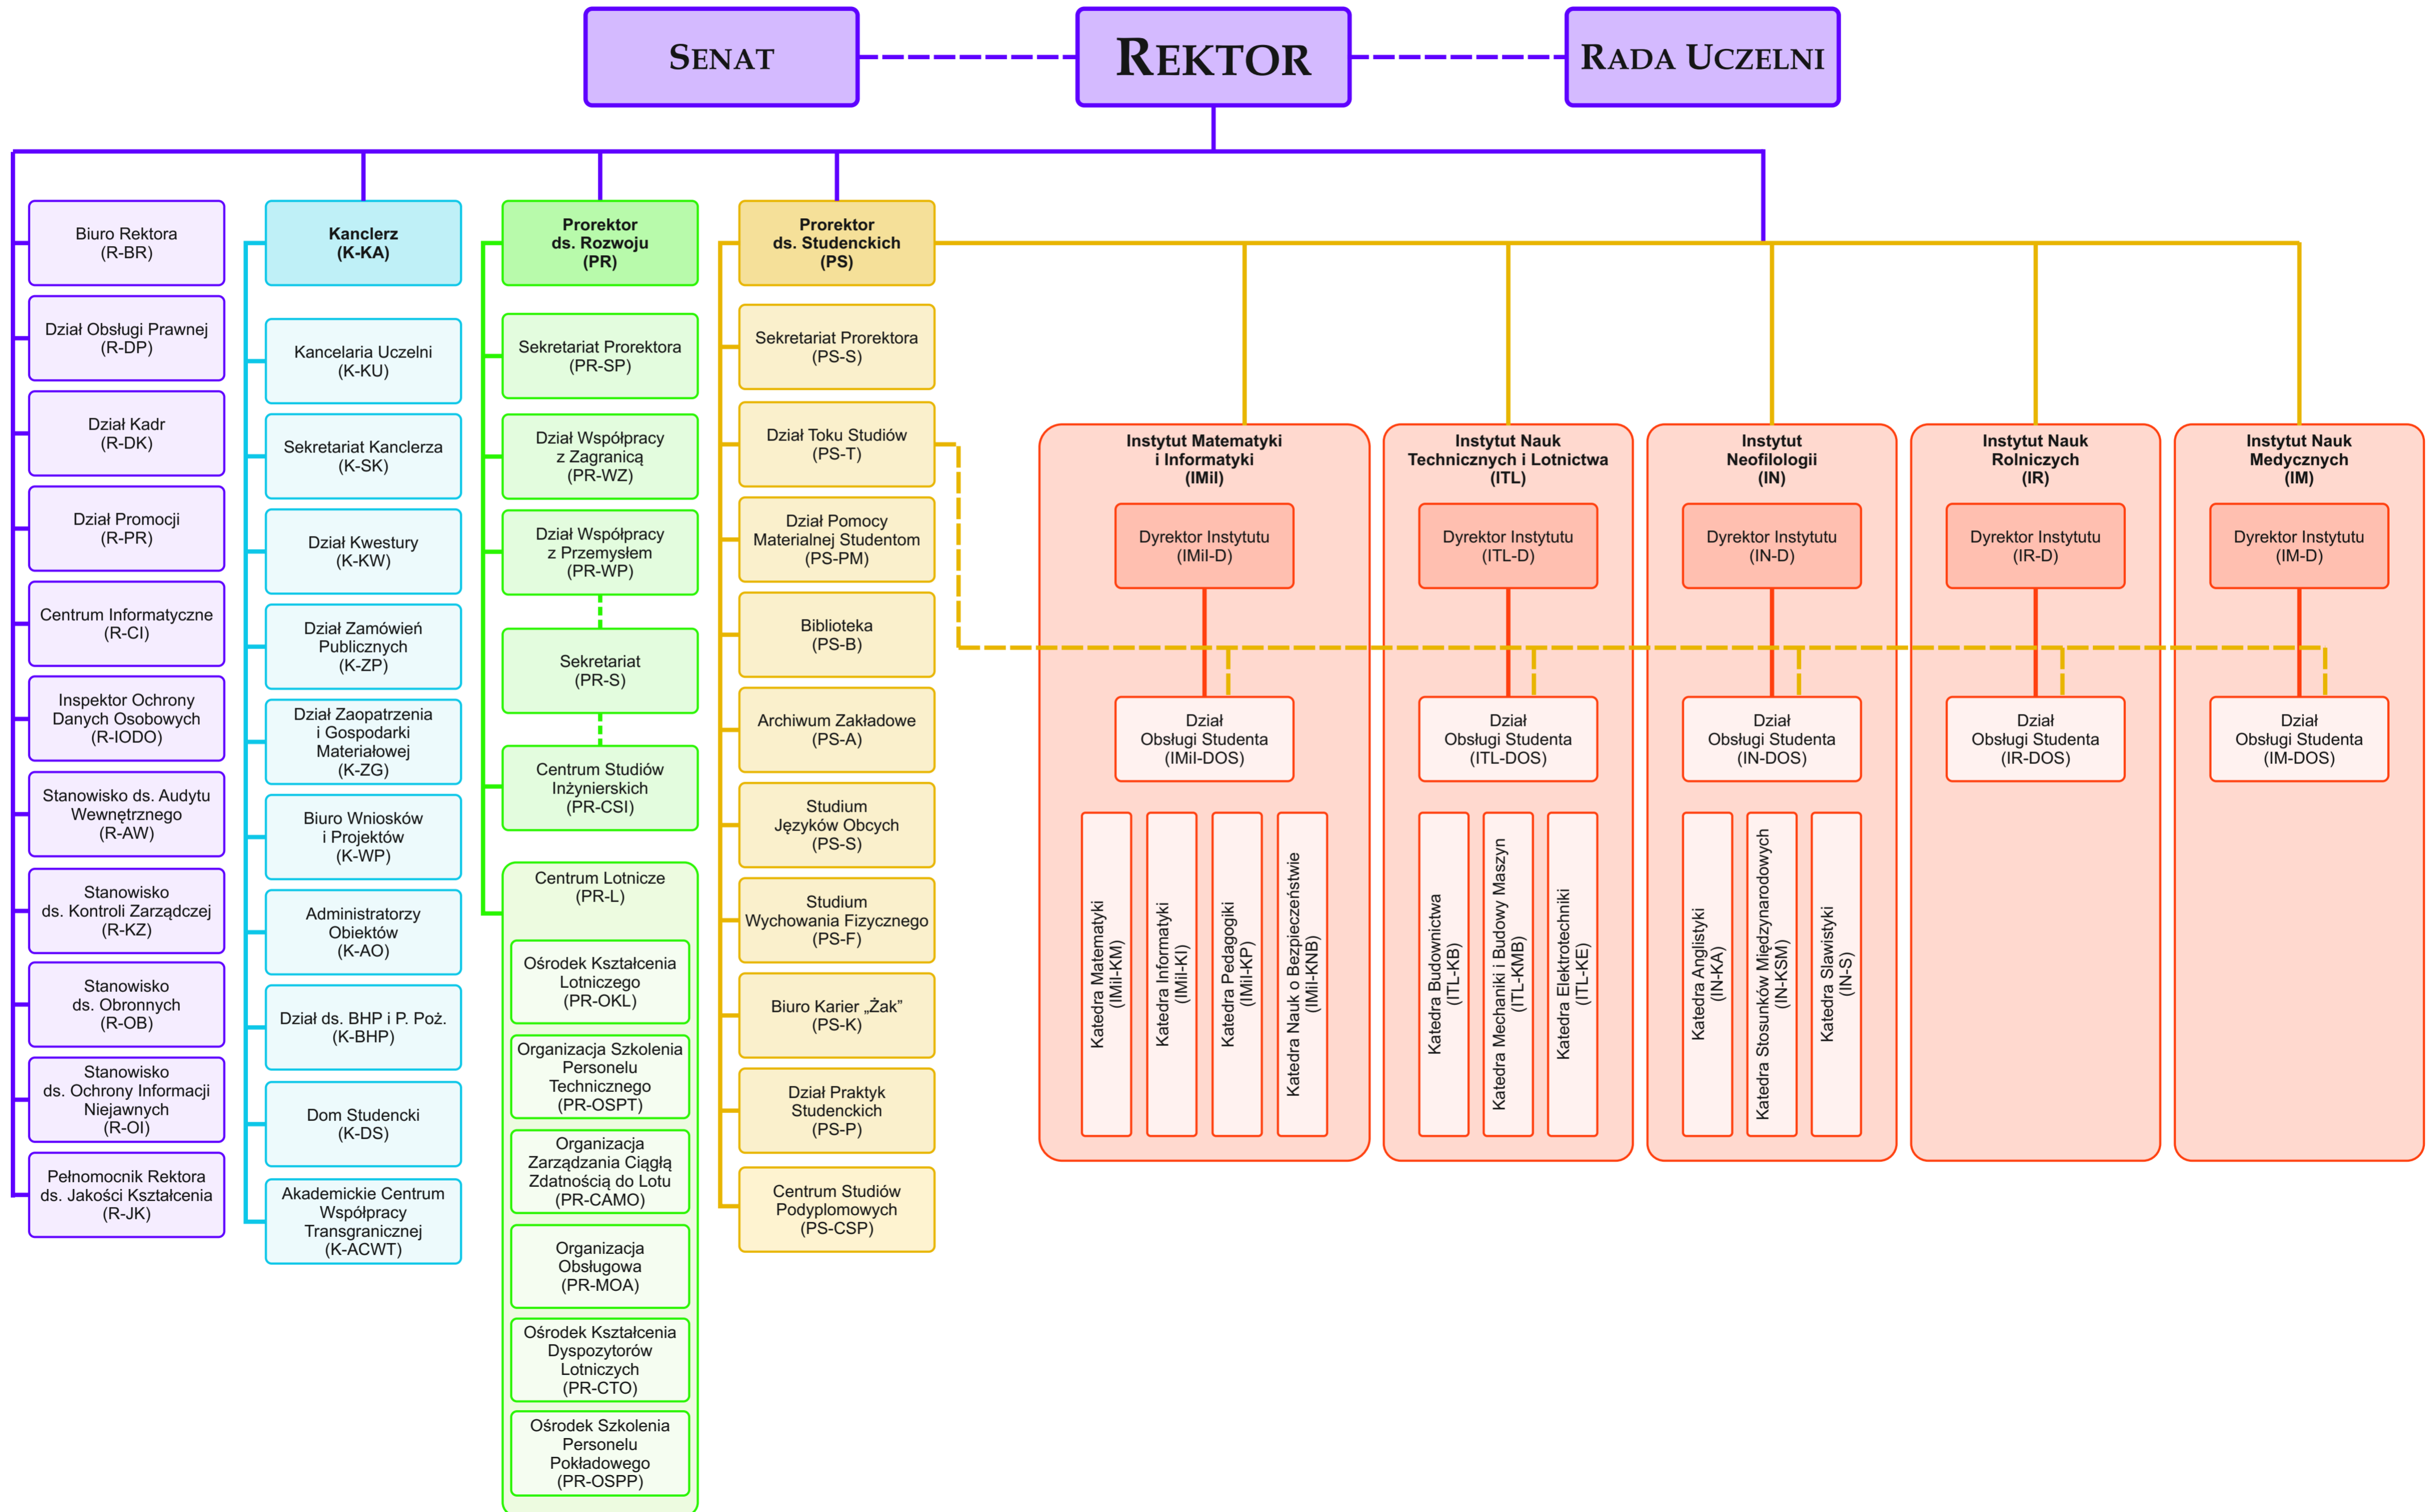 SENAT
REKTOR
RADA UCZELNI
Biuro Rektora
(R-BR)
Dział Obsługi Prawnej
(R-DP)
Dział Kadr
(R-DK)
Dział Promocji
(R-PR)
Centrum Informatyczne
(R-CI)
Inspektor Ochrony
Danych Osobowych
(R-IODO)
Stanowisko ds. Audytu
Wewnętrznego
(R-AW)
Stanowisko
ds. Kontroli Zarządczej
(R-KZ)
Stanowisko
ds. Obronnych
(R-OB)
Stanowisko
ds. Ochrony Informacji
Niejawnych
(R-OI)
Pełnomocnik Rektora
ds. Jakości Kształcenia
(R-JK)
Kanclerz
(K-KA)
Kancelaria Uczelni
(K-KU)
Sekretariat Kanclerza
(K-SK)
Dział Kwestury
(K-KW)
Dział Zamówień
Publicznych
(K-ZP)
Dział Zaopatrzenia
i Gospodarki
Materiałowej
(K-ZG)
Biuro Wniosków
i Projektów
(K-WP)
Administratorzy
Obiektów
(K-AO)
Dział ds. BHP i P. Poż.
(K-BHP)
Dom Studencki
(K-DS)
Akademickie Centrum
Współpracy
Transgranicznej
(K-ACWT)
Prorektor
ds. Rozwoju
(PR)
Sekretariat Prorektora
(PR-SP)
Dział Współpracy
z Zagranicą
(PR-WZ)
Dział Współpracy
z Przemysłem
(PR-WP)
Sekretariat
(PR-S)
Centrum Studiów
Inżynierskich
(PR-CSI)
Centrum Lotnicze
(PR-L)
Ośrodek Kształcenia
Lotniczego
(PR-OKL)
Organizacja Szkolenia
Personelu
Technicznego
(PR-OSPT)
Organizacja
Zarządzania Ciągłą
Zdatnością do Lotu
(PR-CAMO)
Organizacja
Obsługowa
(PR-MOA)
Ośrodek Kształcenia
Dyspozytorów
Lotniczych
(PR-CTO)
Ośrodek Szkolenia
Personelu
Pokładowego
(PR-OSPP)
Prorektor
ds. Studenckich
(PS)
Sekretariat Prorektora
(PS-S)
Dział Toku Studiów
(PS-T)
Dział Pomocy
Materialnej Studentom
(PS-PM)
Biblioteka
(PS-B)
Archiwum Zakładowe
(PS-A)
Studium
Języków Obcych
(PS-S)
Studium
Wychowania Fizycznego
(PS-F)
Biuro Karier „Żak”
(PS-K)
Dział Praktyk
Studenckich
(PS-P)
Centrum Studiów
Podyplomowych
(PS-CSP)
Instytut Matematyki
i Informatyki
(IMiI)
Dyrektor Instytutu
(IMiI-D)
Dział
Obsługi Studenta
(IMiI-DOS)
Katedra Matematyki
(IMiI-KM)
Katedra Informatyki
(IMiI-KI)
Katedra Pedagogiki
(IMiI-KP)
Katedra Nauk o Bezpieczeństwie
(IMiI-KNB)
Instytut Nauk
Technicznych i Lotnictwa
(ITL)
Dyrektor Instytutu
(ITL-D)
Dział
Obsługi Studenta
(ITL-DOS)
Katedra Budownictwa
(ITL-KB)
Katedra Mechaniki i Budowy Maszyn
(ITL-KMB)
Katedra Elektrotechniki
(ITL-KE)
Instytut
Neofilologii
(IN)
Dyrektor Instytutu
(IN-D)
Dział
Obsługi Studenta
(IN-DOS)
Katedra Anglistyki
(IN-KA)
Katedra Stosunków Międzynarodowych
(IN-KSM)
Katedra Slawistyki
(IN-S)
Instytut Nauk
Rolniczych
(IR)
Dyrektor Instytutu
(IR-D)
Dział
Obsługi Studenta
(IR-DOS)
Instytut Nauk
Medycznych
(IM)
Dyrektor Instytutu
(IM-D)
Dział
Obsługi Studenta
(IM-DOS)